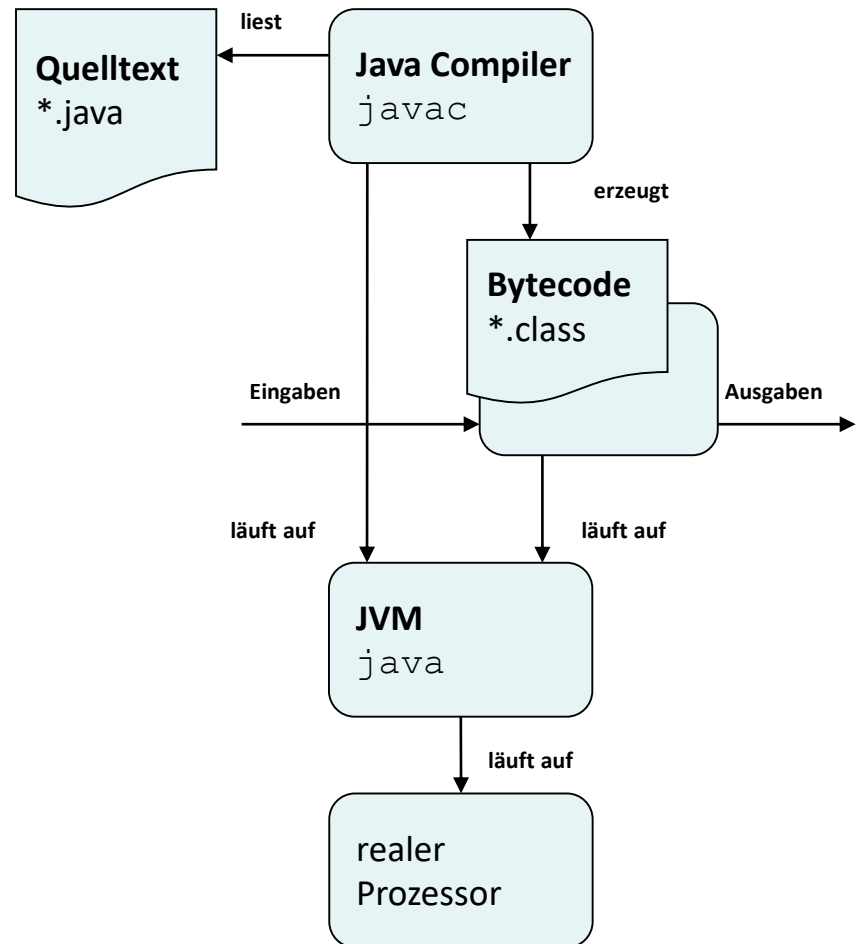 liest
Quelltext
*.java
Java Compiler
javac
erzeugt
Bytecode
*.class
Eingaben
Ausgaben
läuft auf
läuft auf
JVM
java
läuft auf
realer
Prozessor